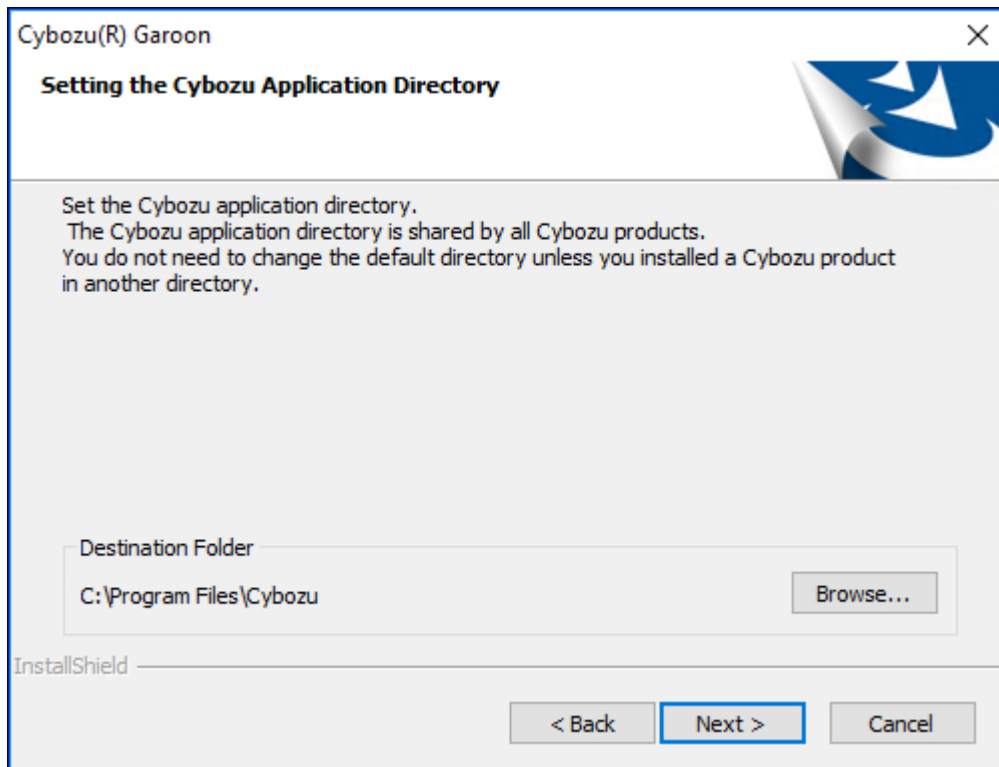 Cybozu(R) Garoon
Setting the Cybozu Application Directory
Set the Cybozu application directory.
The Cybozu application directory is shared by all Cybozu products.
You do not need to change the default directory unless you installed a Cybozu product
in another directory.
Destination Folder
C:\Program Files\Cybozu
Browse...
InstallShield
< Back
Next >
Cancel